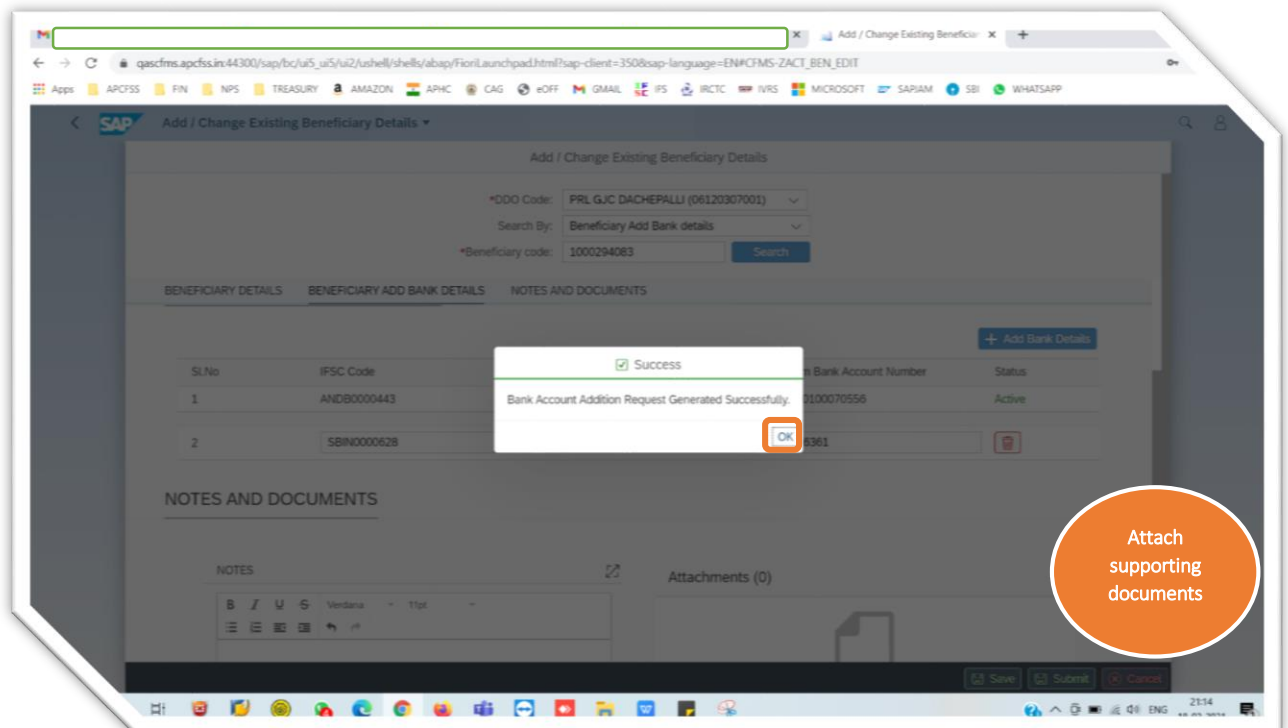 Add / Change Existing Beneficiar
qascfms.apcfss.in:44300/sap/bc/ui5_ui5/ui2/ushell/shells/abap/FioriLaunchpad.html?sap-client=350&sap-language=EN#CFMS-ZACT_BEN_EDIT
Apps APCFSS FIN NPS TREASURY AMAZON APHC CAG eOFF GMAIL IFS IRCTC IVRS MICROSOFT SAPIAM SBI WHATSAPP
SAP Add / Change Existing Beneficiary Details
Add / Change Existing Beneficiary Details
*DDO Code: PRL GJC DACHEPALLI (06120307001)
Search By: Beneficiary Add Bank details
*Beneficiary code: 1000294083 Search
BENEFICIARY DETAILS BENEFICIARY ADD BANK DETAILS NOTES AND DOCUMENTS
+ Add Bank Details
Success
Sl.No IFSC Code Bank Account Number Status
1 ANDB0000443 Bank Account Addition Request Generated Successfully. 0100070556 Active
OK
2 SBIN0000628 6361
NOTES AND DOCUMENTS
Attach
supporting
documents
NOTES
Attachments (0)
B I U S Verdana 11pt
Save Submit Cancel
ENG 21:14